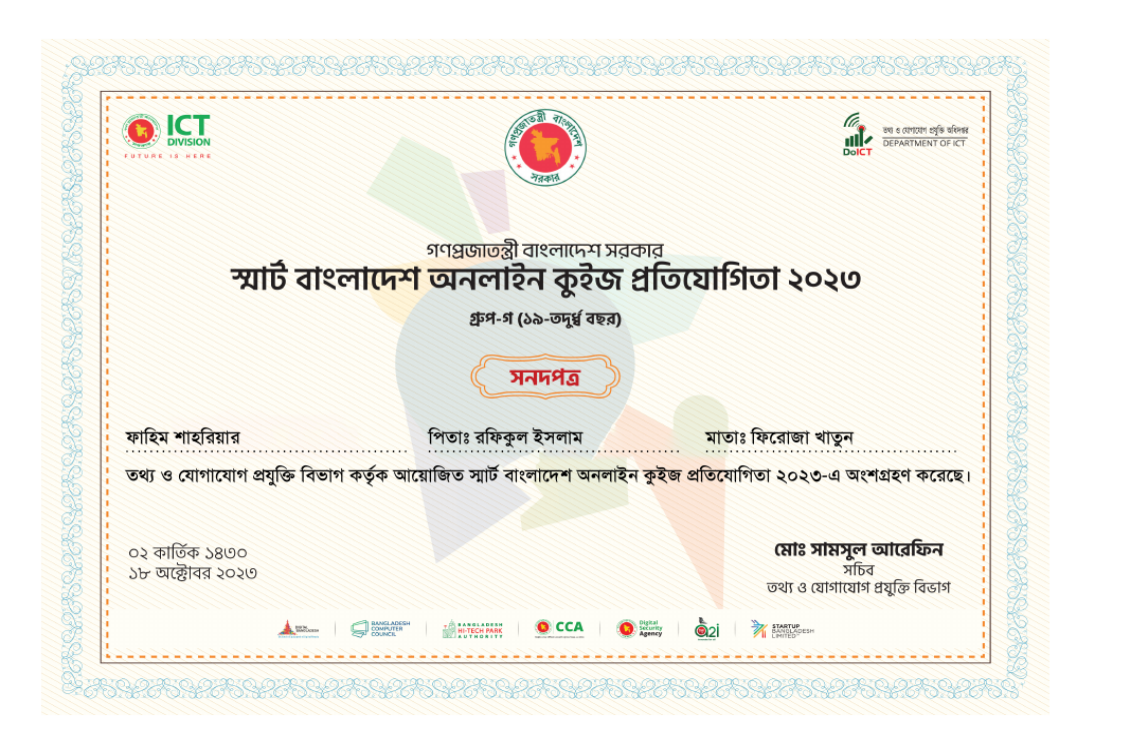 ICT
DIVISION
FUTURE IS HERE
গণপ্রজাতন্ত্রী বাংলাদেশ
সরকার
DoICT
তথ্য ও যোগাযোগ প্রযুক্তি অধিদপ্তর
DEPARTMENT OF ICT
গণপ্রজাতন্ত্রী বাংলাদেশ সরকার
স্মার্ট বাংলাদেশ অনলাইন কুইজ প্রতিযোগিতা ২০২৩
গ্রুপ-গ (১৯-তদূর্ধ্ব বছর)
সনদপত্র
ফাহিম শাহরিয়ার পিতাঃ রফিকুল ইসলাম মাতাঃ ফিরোজা খাতুন
তথ্য ও যোগাযোগ প্রযুক্তি বিভাগ কর্তৃক আয়োজিত স্মার্ট বাংলাদেশ অনলাইন কুইজ প্রতিযোগিতা ২০২৩-এ অংশগ্রহণ করেছে।
০২ কার্তিক ১৪৩০
১৮ অক্টোবর ২০২৩
মোঃ সামসুল আরেফিন
সচিব
তথ্য ও যোগাযোগ প্রযুক্তি বিভাগ
DIGITAL
BANGLADESH
BANGLADESH
COMPUTER
COUNCIL
BANGLADESH
HI-TECH PARK
AUTHORITY
CCA
Digital
Security
Agency
a2i
STARTUP
BANGLADESH
LIMITED